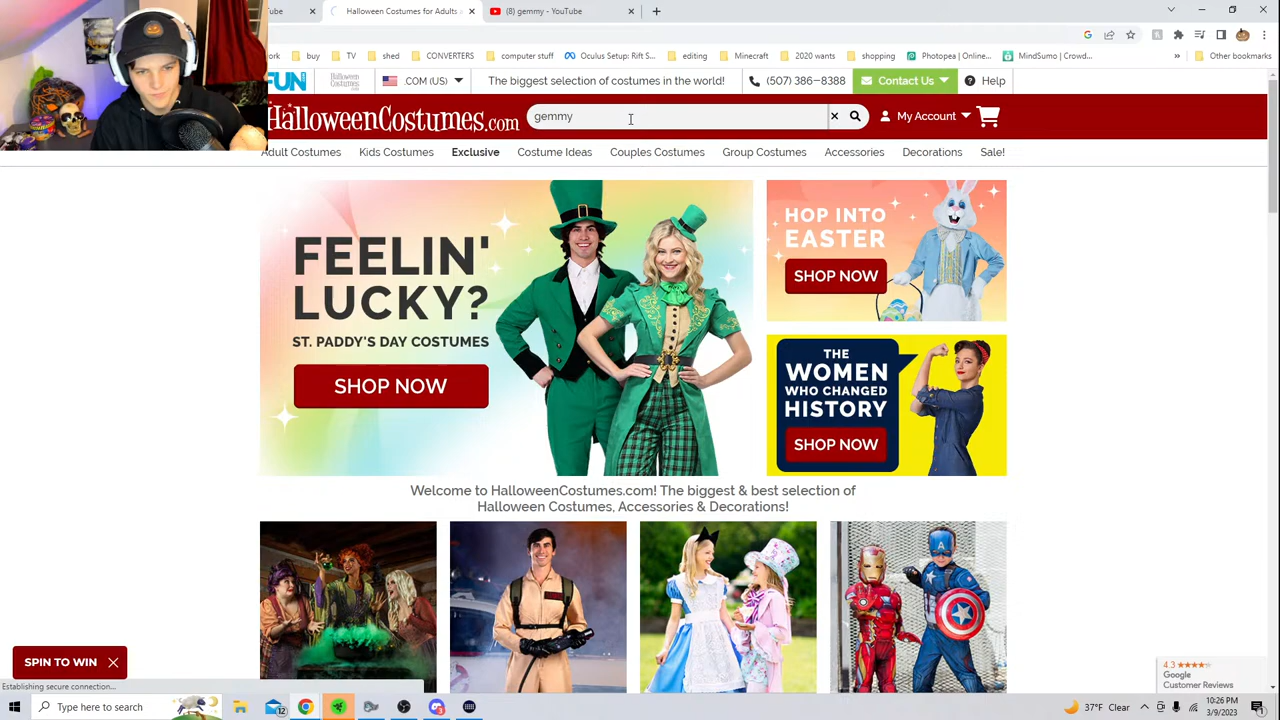 Tube
Halloween Costumes for Adults
(8) gemmy - YouTube
buy
TV
shed
CONVERTERS
computer stuff
Oculus Setup: Rift S...
editing
Minecraft
2020 wants
shopping
Photopea | Online...
MindSumo | Crowd...
Other bookmarks
FUN
HALLOWEEN Costumes
.COM (US)
The biggest selection of costumes in the world!
(507) 386-8388
Contact Us
Help
HalloweenCostumes.com
gemmy
My Account
Adult Costumes
Kids Costumes
Exclusive
Costume Ideas
Couples Costumes
Group Costumes
Accessories
Decorations
Sale!
FEELIN'
LUCKY?
ST. PADDY'S DAY COSTUMES
SHOP NOW
HOP INTO
EASTER
SHOP NOW
THE
WOMEN
WHO CHANGED
HISTORY
SHOP NOW
Welcome to HalloweenCostumes.com! The biggest & best selection of
Halloween Costumes, Accessories & Decorations!
SPIN TO WIN
4.3
Google
Customer Reviews
Establishing secure connection...
Type here to search
12
3
37°F Clear
10:26 PM
3/9/2023
1